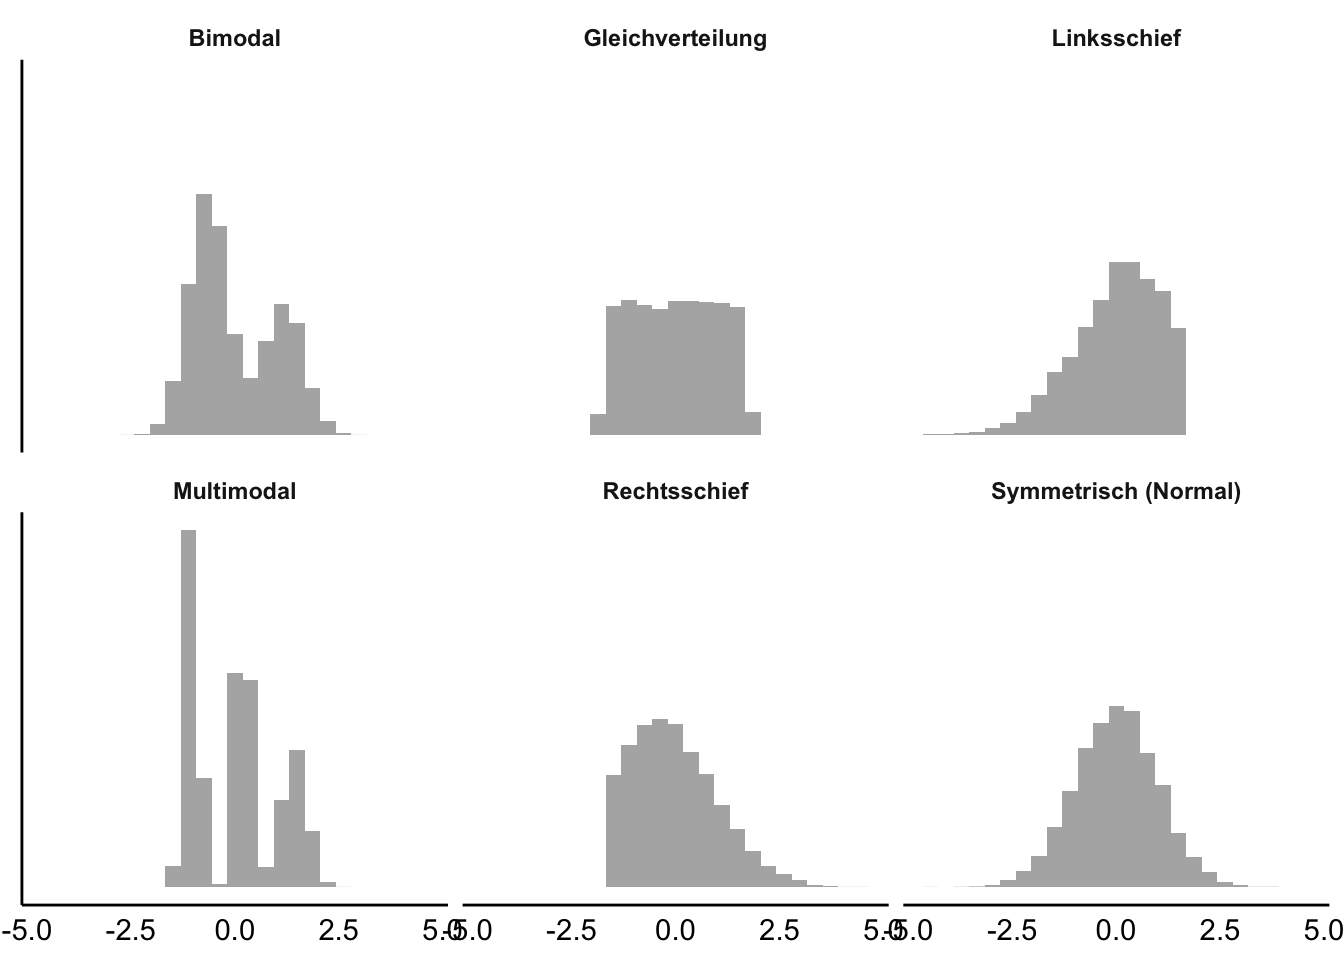 Bimodal
Gleichverteilung
Linksschief
Multimodal
Rechtsschief
Symmetrisch (Normal)
-5.0 -2.5 0.0 2.5 5.0
-5.0 -2.5 0.0 2.5 5.0
-5.0 -2.5 0.0 2.5 5.0